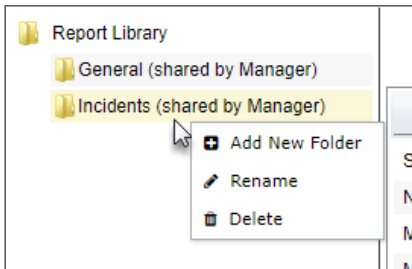 Report Library
General (shared by Manager)
Incidents (shared by Manager)
Add New Folder
Rename
Delete
S
N
M